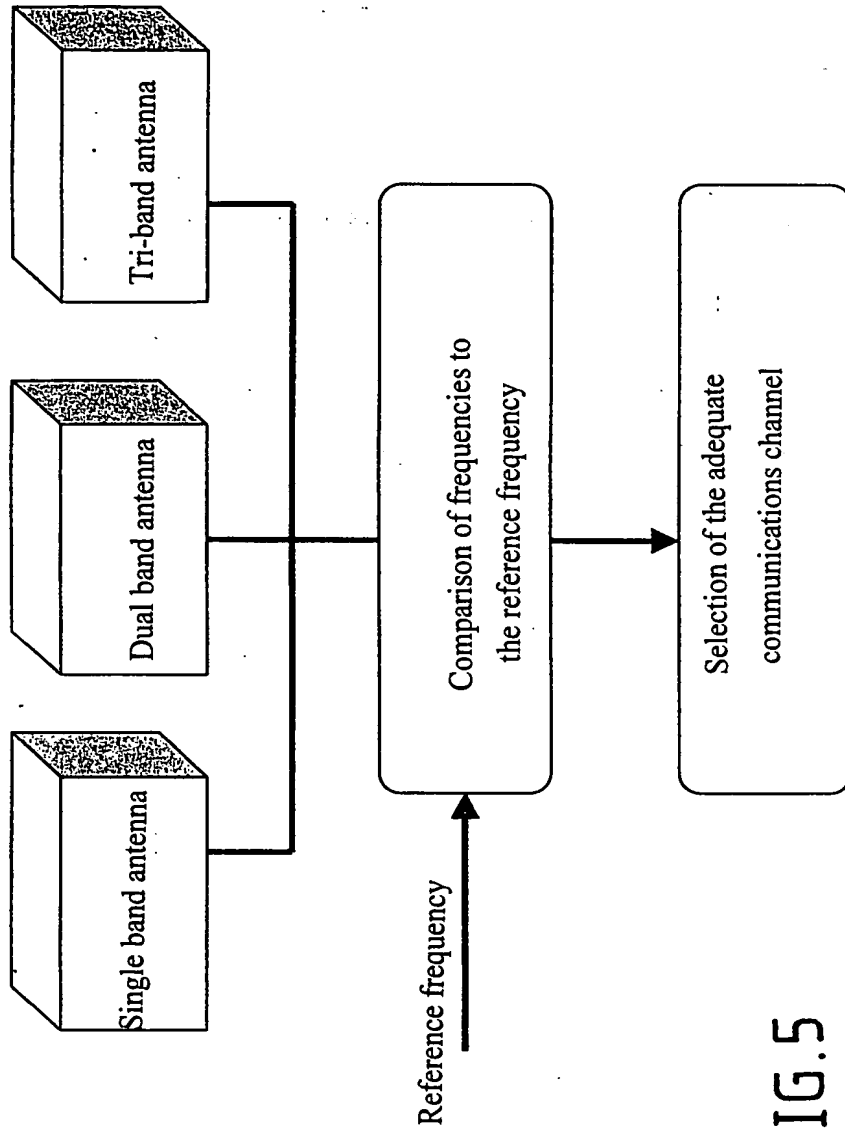 Single band antenna
Dual band antenna
Tri-band antenna
Reference frequency
Comparison of frequencies to
the reference frequency
Selection of the adequate
communications channel
IG.5